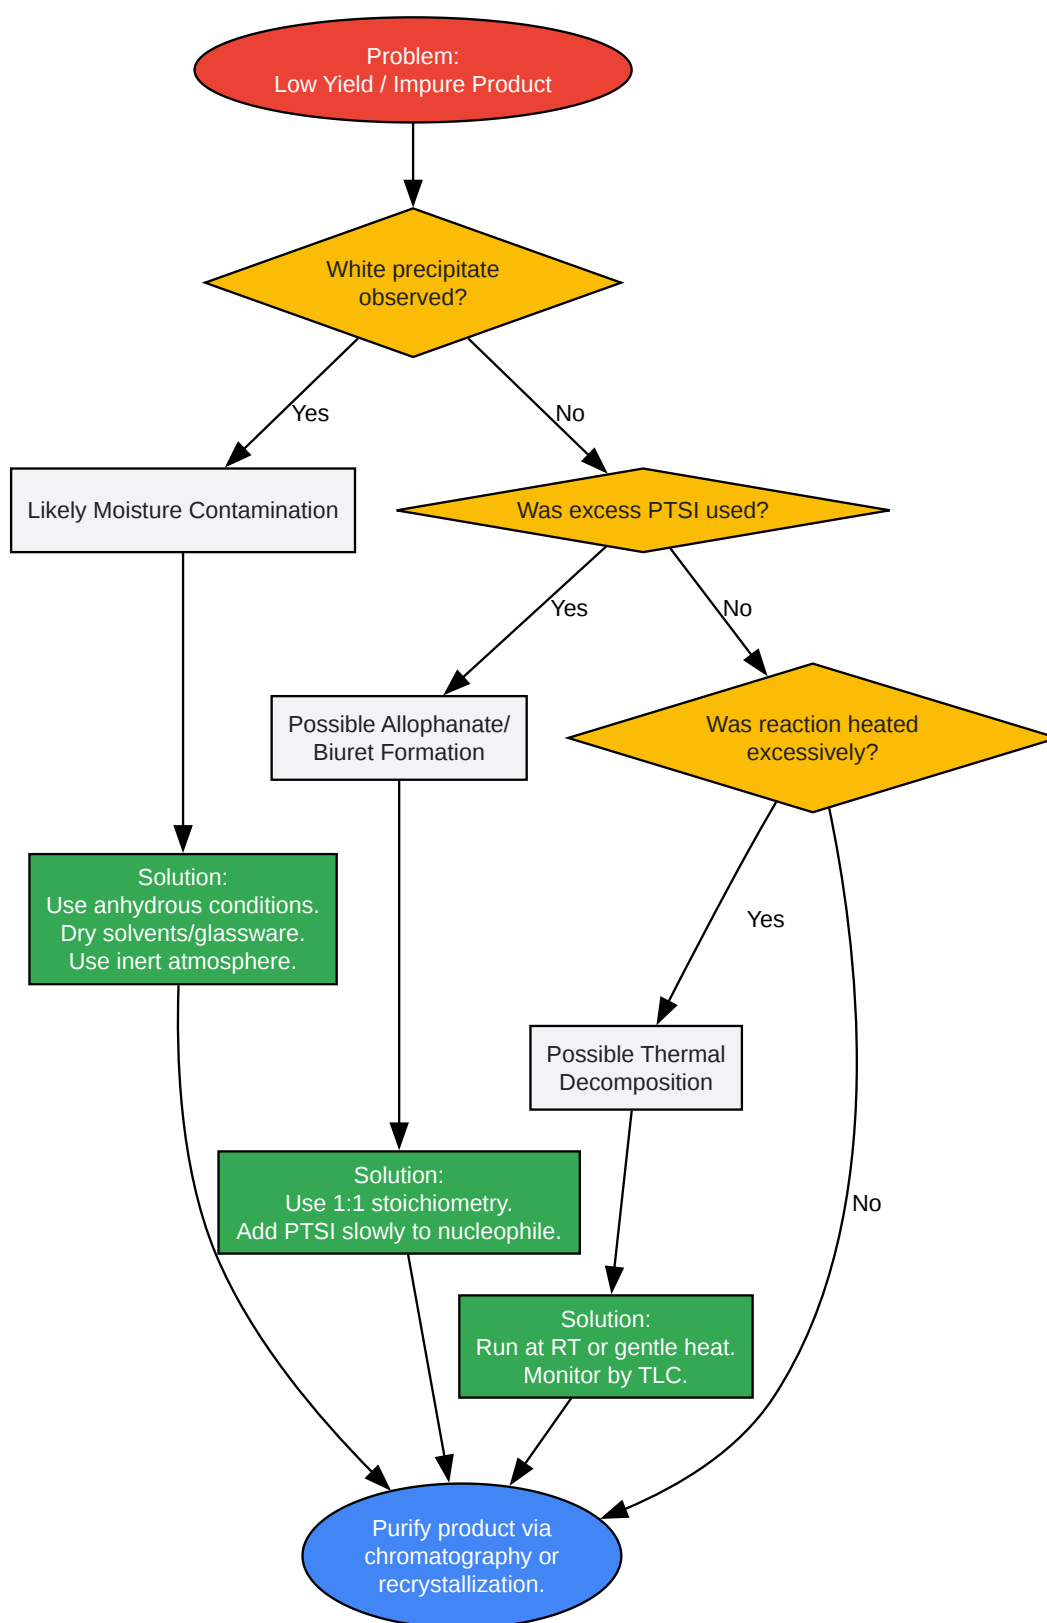 Problem:
Low Yield / Impure Product
White precipitate
observed?
Yes
No
Likely Moisture Contamination
Was excess PTSI used?
Yes
No
Possible Allophanate/
Biuret Formation
Was reaction heated
excessively?
Solution:
Use anhydrous conditions.
Dry solvents/glassware.
Use inert atmosphere.
Yes
Possible Thermal
Decomposition
Solution:
Use 1:1 stoichiometry.
Add PTSI slowly to nucleophile.
No
Solution:
Run at RT or gentle heat.
Monitor by TLC.
Purify product via
chromatography or
recrystallization.